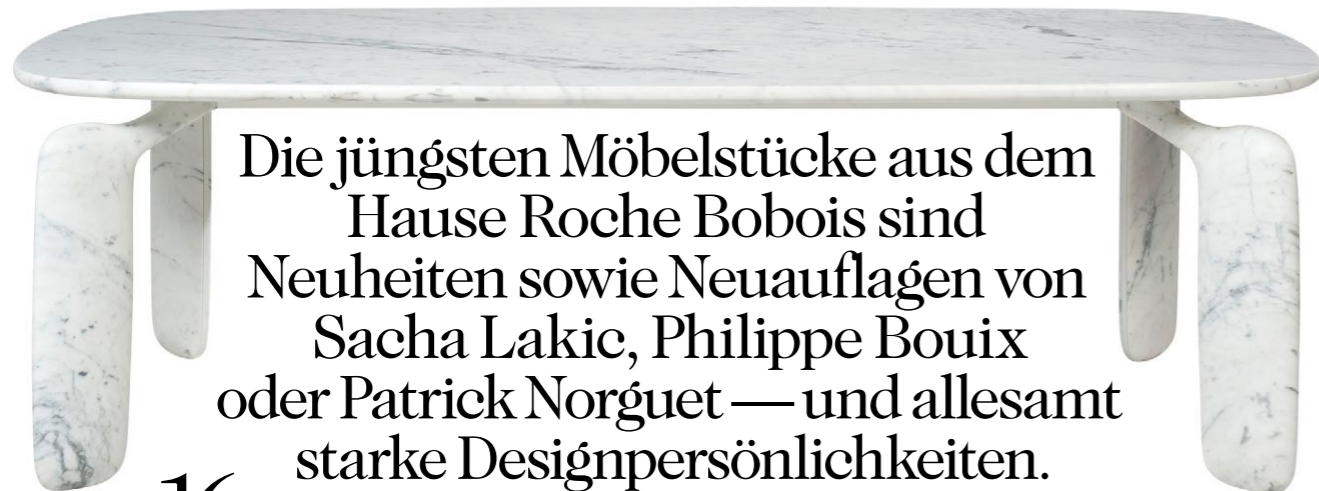 Die jüngsten Möbelstücke aus dem
Hause Roche Bobois sind
Neuheiten sowie Neuauflagen von
Sacha Lakic, Philippe Bouix
oder Patrick Norguet — und allesamt
starke Designpersönlichkeiten.